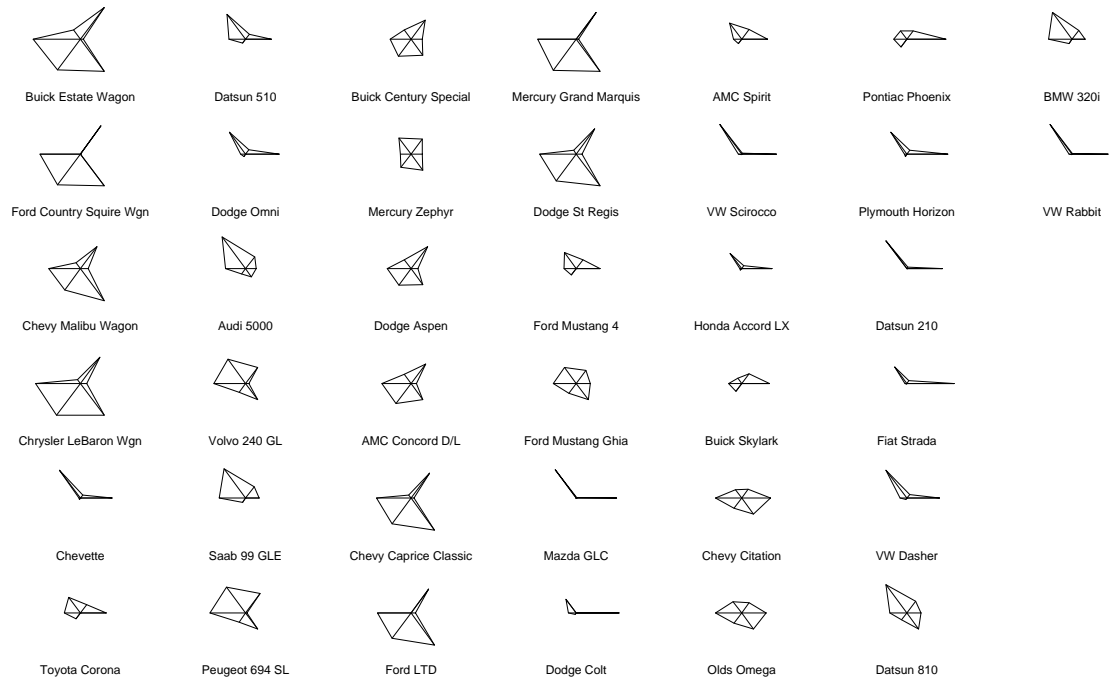 Buick Estate Wagon Datsun 510 Buick Century Special Mercury Grand Marquis AMC Spirit Pontiac Phoenix BMW 320i
Ford Country Squire Wgn Dodge Omni Mercury Zephyr Dodge St Regis VW Scirocco Plymouth Horizon VW Rabbit
Chevy Malibu Wagon Audi 5000 Dodge Aspen Ford Mustang 4 Honda Accord LX Datsun 210
Chrysler LeBaron Wgn Volvo 240 GL AMC Concord D/L Ford Mustang Ghia Buick Skylark Fiat Strada
Chevette Saab 99 GLE Chevy Caprice Classic Mazda GLC Chevy Citation VW Dasher
Toyota Corona Peugeot 694 SL Ford LTD Dodge Colt Olds Omega Datsun 810